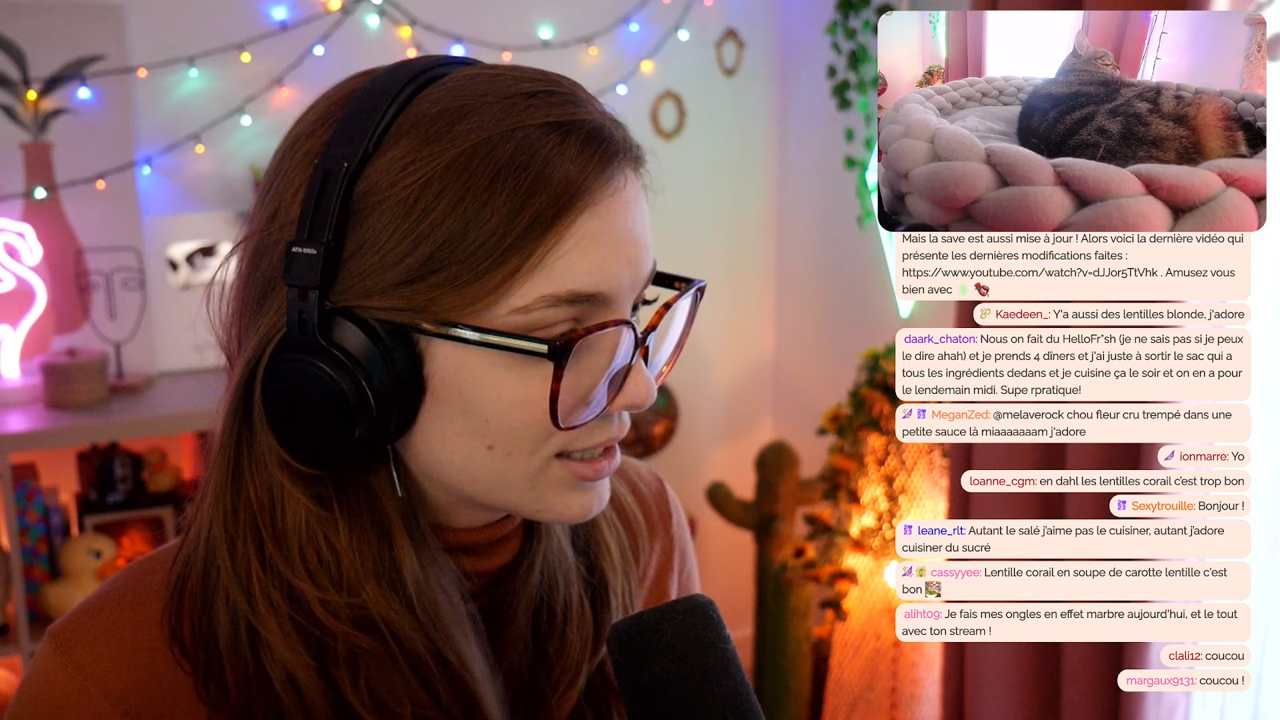 ATH-M50x
Mais la save est aussi mise à jour ! Alors voici la dernière vidéo qui
présente les dernières modifications faites :
https://www.youtube.com/watch?v=dJJor5TtVhk . Amusez vous
bien avec
Kaedeen_: Y'a aussi des lentilles blonde, j'adore
daark_chaton: Nous on fait du HelloFr*sh (je ne sais pas si je peux
le dire ahah) et je prends 4 dîners et j'ai juste à sortir le sac qui a
tous les ingrédients dedans et je cuisine ça le soir et on en a pour
le lendemain midi. Supe rpratique!
MeganZed: @melaverock chou fleur cru trempé dans une
petite sauce là miaaaaaaam j'adore
ionmarre: Yo
loanne_cgm: en dahl les lentilles corail c'est trop bon
Sexytrouille: Bonjour !
leane_rlt: Autant le salé j'aime pas le cuisiner, autant j'adore
cuisiner du sucré
cassyyee: Lentille corail en soupe de carotte lentille c'est
bon
aliht09: Je fais mes ongles en effet marbre aujourd'hui, et le tout
avec ton stream !
clali12: coucou
margaux9131: coucou !